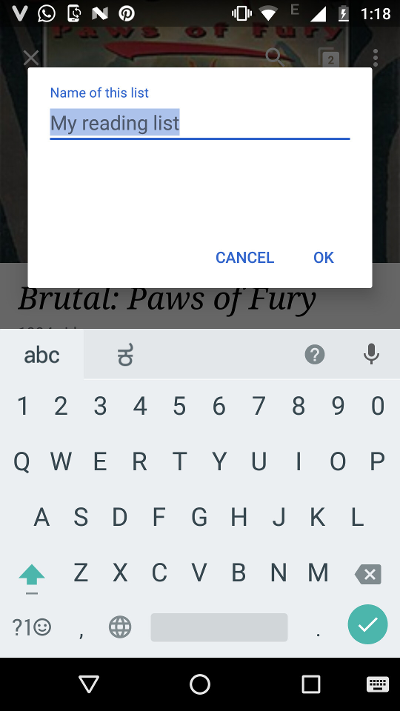 E 1:18
Paws of Fury
2
Name of this list
My reading list
CANCEL OK
Brutal: Paws of Fury
abc ಕ
1 2 3 4 5 6 7 8 9 0
Q W E R T Y U I O P
A S D F G H J K L
Z X C V B N M
?1☺ , .